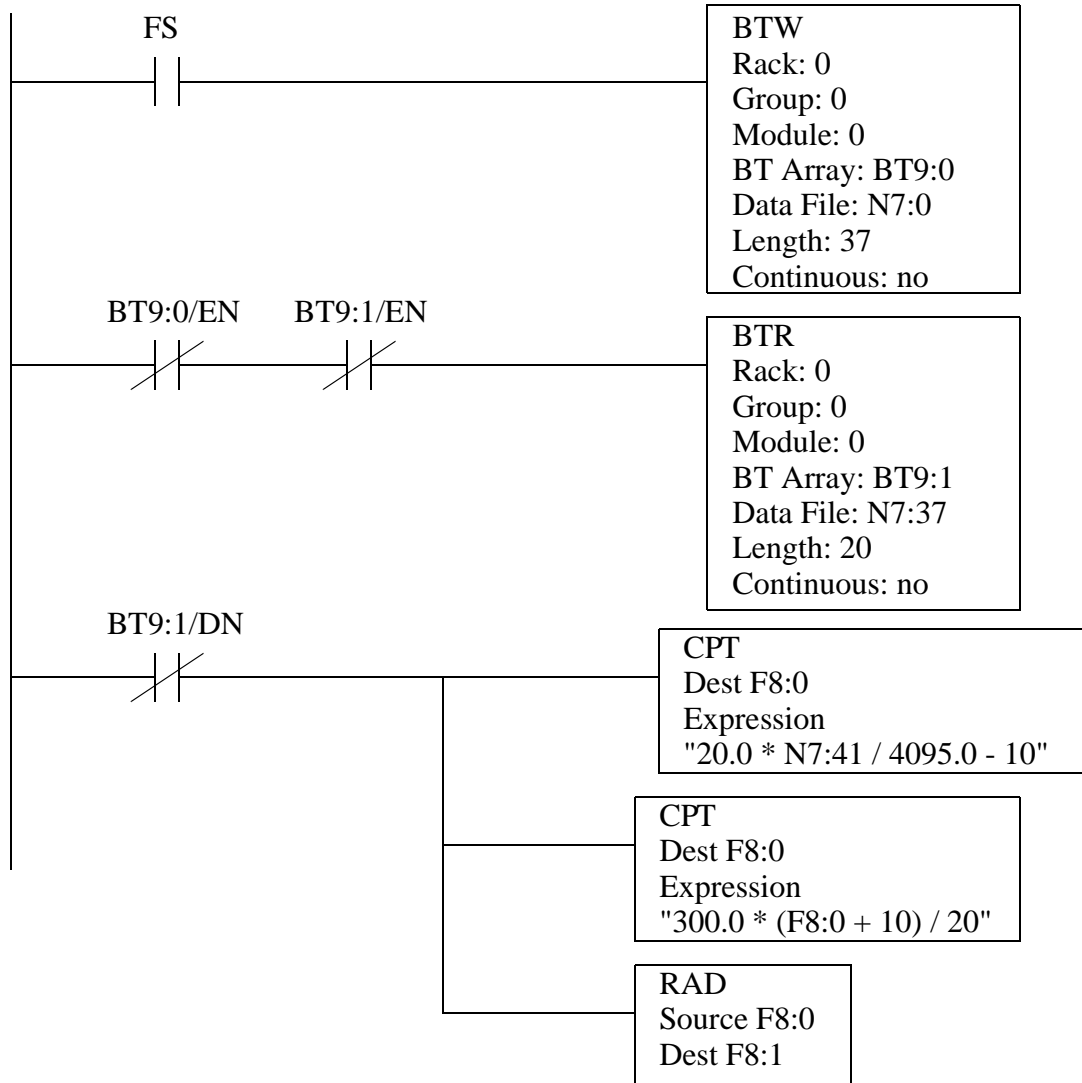 FS
BTW
Rack: 0
Group: 0
Module: 0
BT Array: BT9:0
Data File: N7:0
Length: 37
Continuous: no
BT9:0/EN BT9:1/EN
BTR
Rack: 0
Group: 0
Module: 0
BT Array: BT9:1
Data File: N7:37
Length: 20
Continuous: no
BT9:1/DN
CPT
Dest F8:0
Expression
"20.0 * N7:41 / 4095.0 - 10"
CPT
Dest F8:0
Expression
"300.0 * (F8:0 + 10) / 20"
RAD
Source F8:0
Dest F8:1